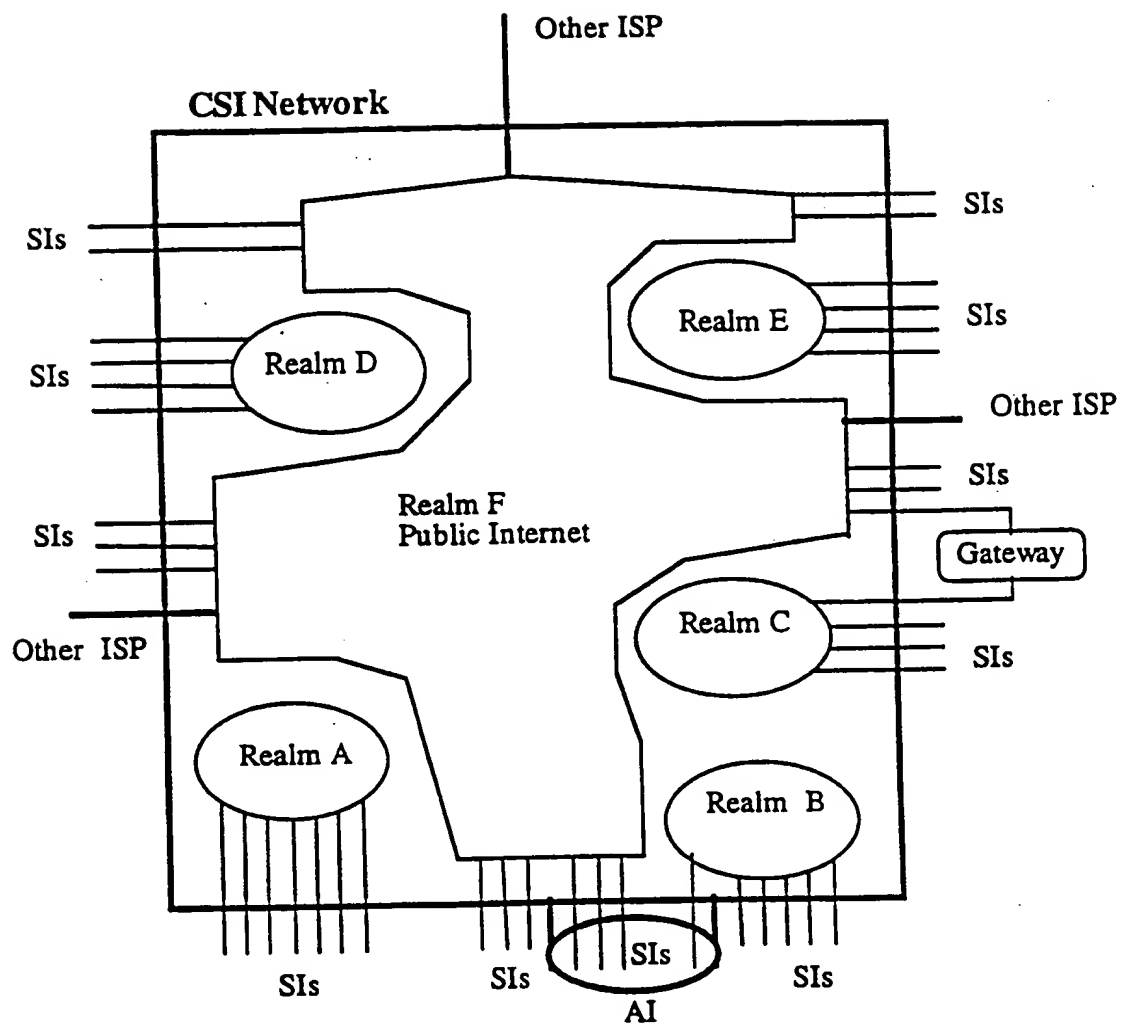 Other ISP
CSI Network
SIs
SIs
Realm E
SIs
Realm D
SIs
Other ISP
Realm F
Public Internet
SIs
SIs
Gateway
Realm C
Other ISP
SIs
Realm A
Realm B
SIs
SIs
SIs
SIs
AI